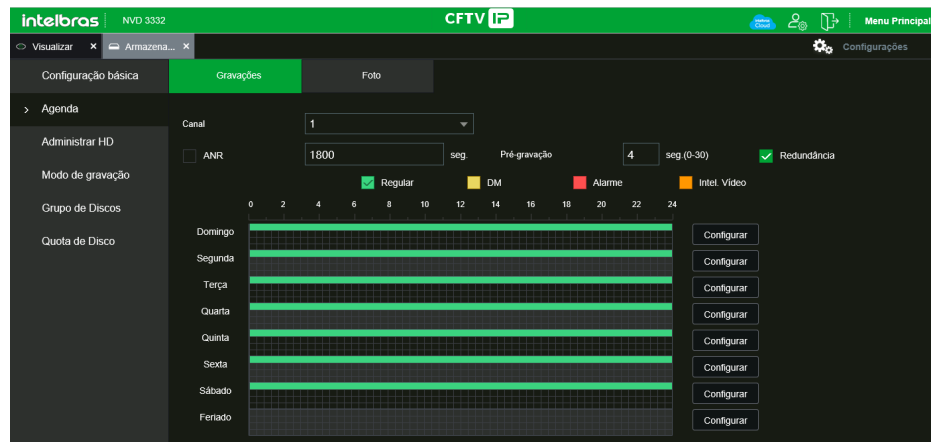 intelbras NVD 3332 CFTV IP intelbras Cloud Menu Principal
Visualizar × Armazena... × Configurações
Configuração básica Gravações Foto
> Agenda
Canal 1
Administrar HD
ANR 1800 seg. Pré-gravação 4 seg.(0-30) Redundância
Modo de gravação
Regular DM Alarme Intel. Vídeo
Grupo de Discos
0 2 4 6 8 10 12 14 16 18 20 22 24
Domingo Configurar
Quota de Disco
Segunda Configurar
Terça Configurar
Quarta Configurar
Quinta Configurar
Sexta Configurar
Sábado Configurar
Feriado Configurar